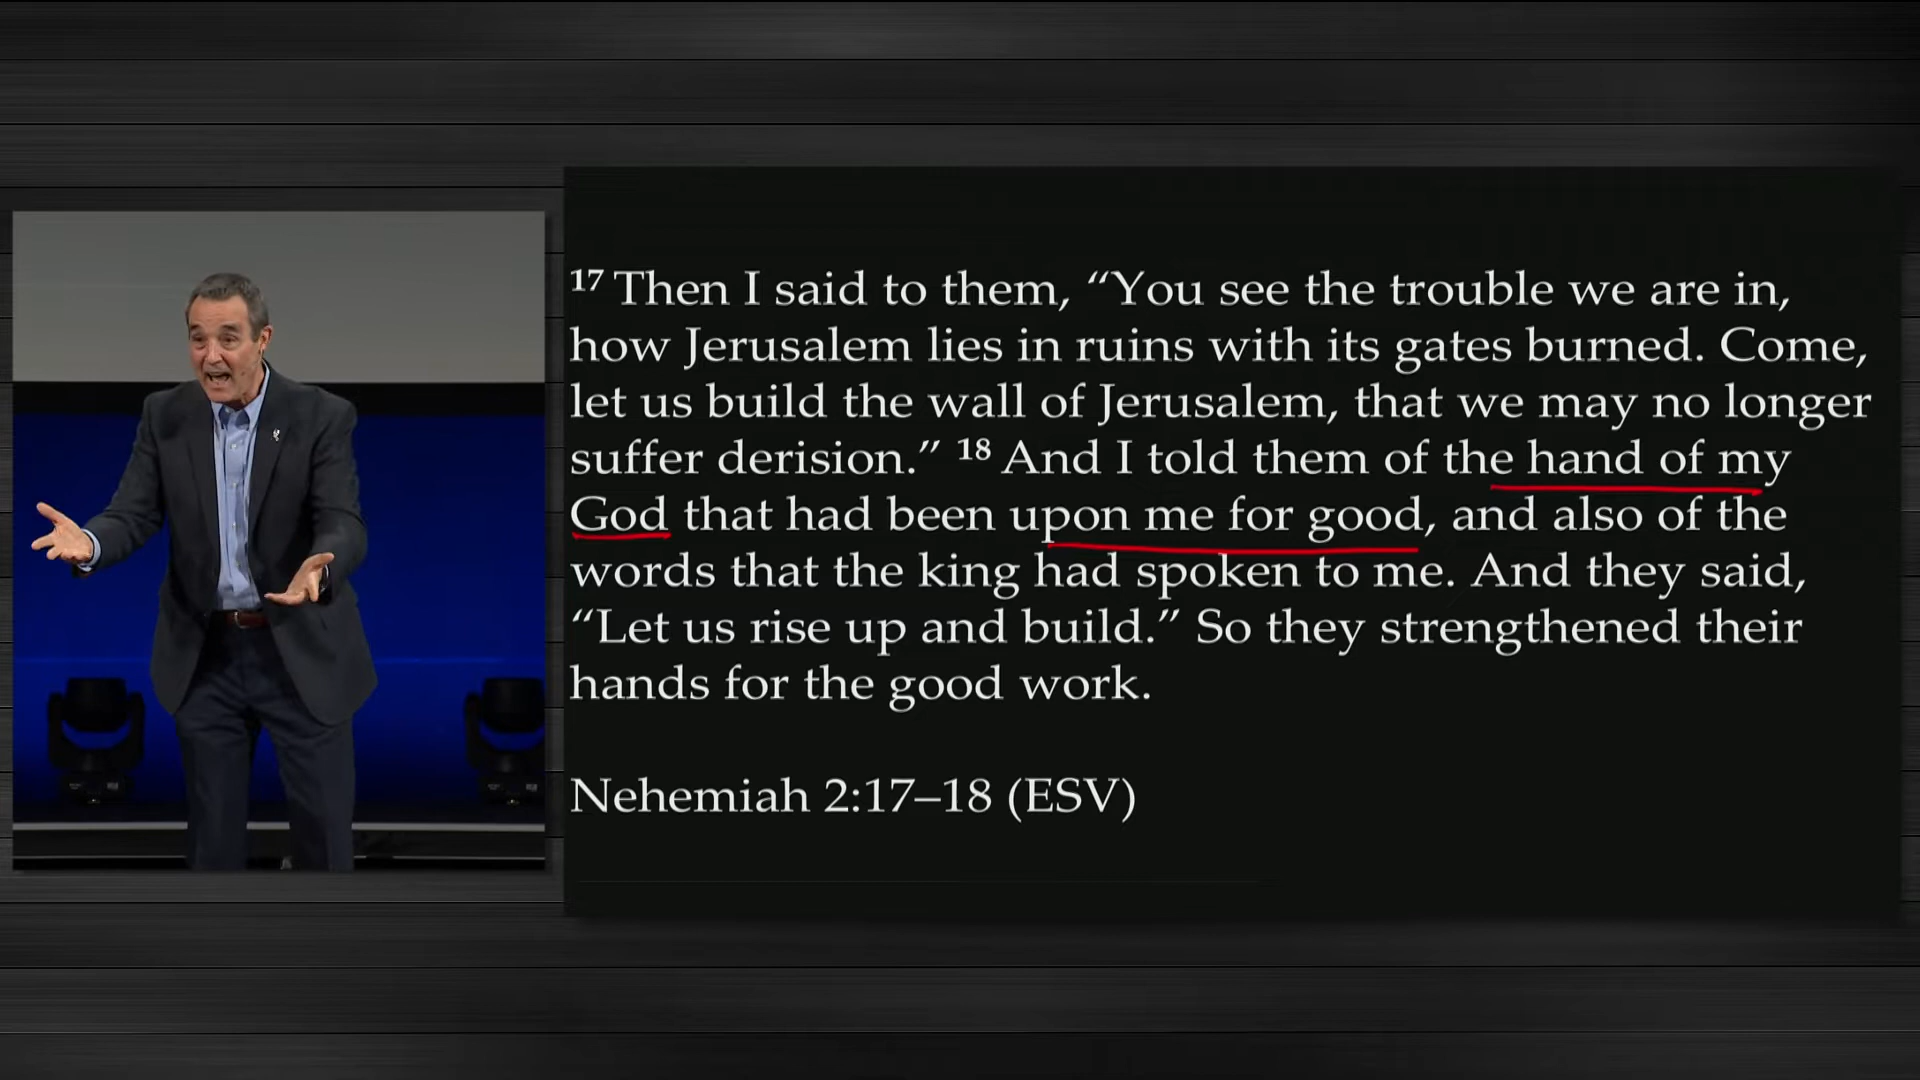 17 Then I said to them, “You see the trouble we are in,
how Jerusalem lies in ruins with its gates burned. Come,
let us build the wall of Jerusalem, that we may no longer
suffer derision.” 18 And I told them of the hand of my
God that had been upon me for good, and also of the
words that the king had spoken to me. And they said,
“Let us rise up and build.” So they strengthened their
hands for the good work.
Nehemiah 2:17–18 (ESV)